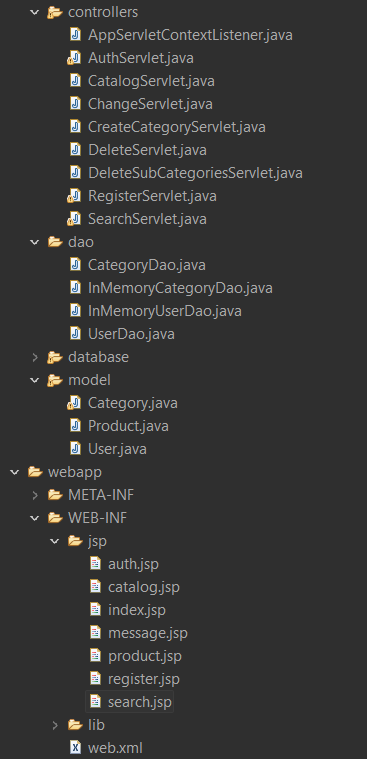 controllers
AppServletContextListener.java
AuthServlet.java
CatalogServlet.java
ChangeServlet.java
CreateCategoryServlet.java
DeleteServlet.java
DeleteSubCategoriesServlet.java
RegisterServlet.java
SearchServlet.java
dao
CategoryDao.java
InMemoryCategoryDao.java
InMemoryUserDao.java
UserDao.java
database
model
Category.java
Product.java
User.java
webapp
META-INF
WEB-INF
jsp
auth.jsp
catalog.jsp
index.jsp
message.jsp
product.jsp
register.jsp
search.jsp
lib
web.xml